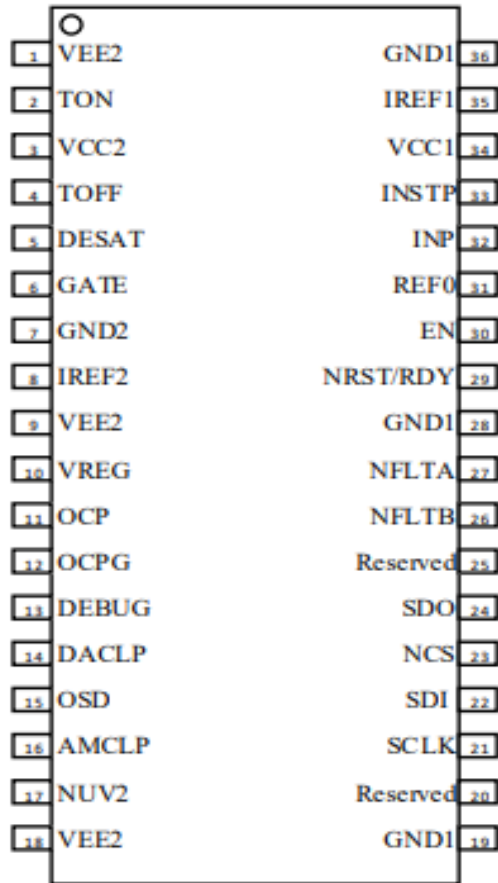 1 VEE2 GND1 36
2 TON IREF1 35
3 VCC2 VCC1 34
4 TOFF INSTP 33
5 DESAT INP 32
6 GATE REF0 31
7 GND2 EN 30
8 IREF2 NRST/RDY 29
9 VEE2 GND1 28
10 VREG NFLTA 27
11 OCP NFLTB 26
12 OCPG Reserved 25
13 DEBUG SDO 24
14 DACLP NCS 23
15 OSD SDI 22
16 AMCLP SCLK 21
17 NUV2 Reserved 20
18 VEE2 GND1 19